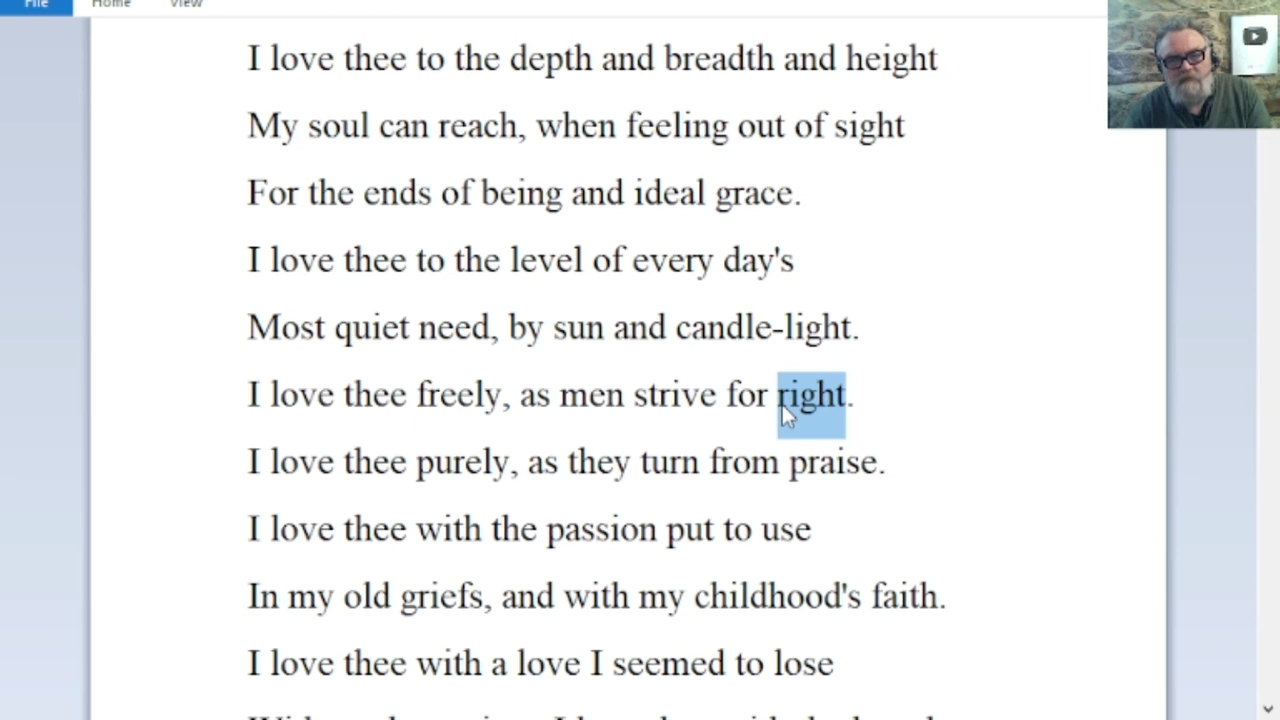 File Home View
I love thee to the depth and breadth and height
My soul can reach, when feeling out of sight
For the ends of being and ideal grace.
I love thee to the level of every day's
Most quiet need, by sun and candle-light.
I love thee freely, as men strive for right.
I love thee purely, as they turn from praise.
I love thee with the passion put to use
In my old griefs, and with my childhood's faith.
I love thee with a love I seemed to lose